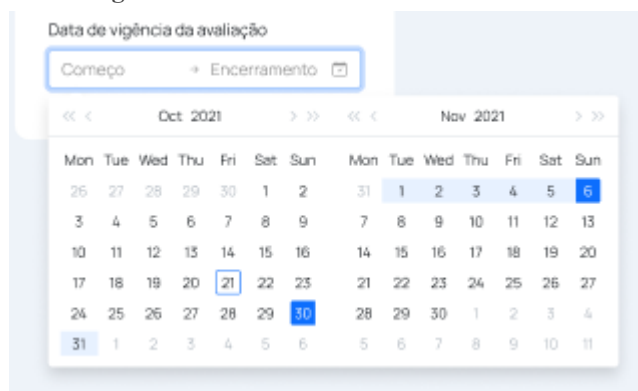 Data de vigência da avaliação
Começo → Encerramento
<< < Oct 2021 > >> << < Nov 2021 > >>
Mon Tue Wed Thu Fri Sat Sun Mon Tue Wed Thu Fri Sat Sun
26 27 28 29 30 1 2 31 1 2 3 4 5 6
3 4 5 6 7 8 9 7 8 9 10 11 12 13
10 11 12 13 14 15 16 14 15 16 17 18 19 20
17 18 19 20 21 22 23 21 22 23 24 25 26 27
24 25 26 27 28 29 30 28 29 30 1 2 3 4
31 1 2 3 4 5 6 5 6 7 8 9 10 11